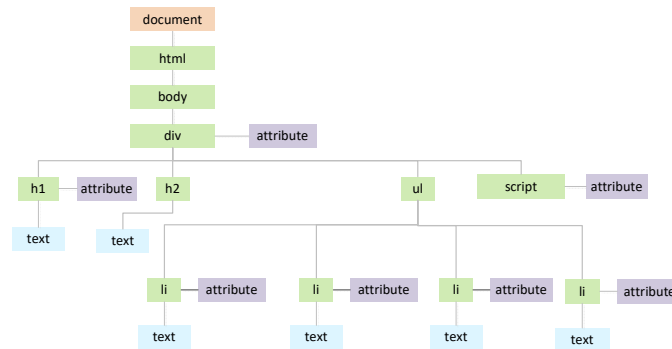 document
html
body
div attribute
h1 attribute h2 ul script attribute
text text
li attribute li attribute li attribute li attribute
text text text text